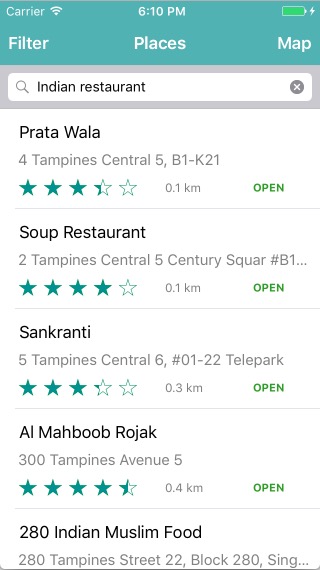 Carrier 6:10 PM
Filter Places Map
Indian restaurant
Prata Wala
4 Tampines Central 5, B1-K21
0.1 km OPEN
Soup Restaurant
2 Tampines Central 5 Century Squar #B1...
0.1 km OPEN
Sankranti
5 Tampines Central 6, #01-22 Telepark
0.3 km OPEN
Al Mahboob Rojak
300 Tampines Avenue 5
0.4 km OPEN
280 Indian Muslim Food
280 Tampines Street 22, Block 280, Sing...